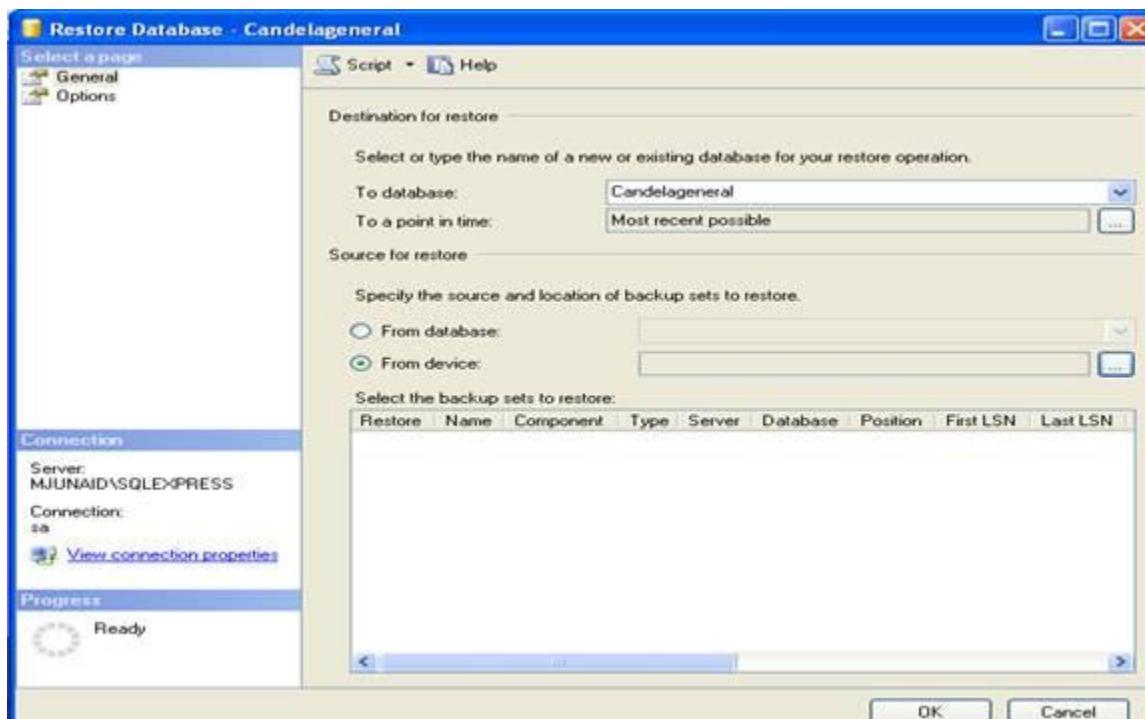 Restore Database - Candelageneral
Select a page
General
Options
Script Help
Destination for restore
Select or type the name of a new or existing database for your restore operation.
To database: Candelageneral
To a point in time: Most recent possible ...
Source for restore
Specify the source and location of backup sets to restore.
From database:
From device: ...
Select the backup sets to restore:
Restore Name Component Type Server Database Position First LSN Last LSN
Connection
Server:
MJUNAID\SQLEXPRESS
Connection:
sa
View connection properties
Progress
Ready
OK Cancel